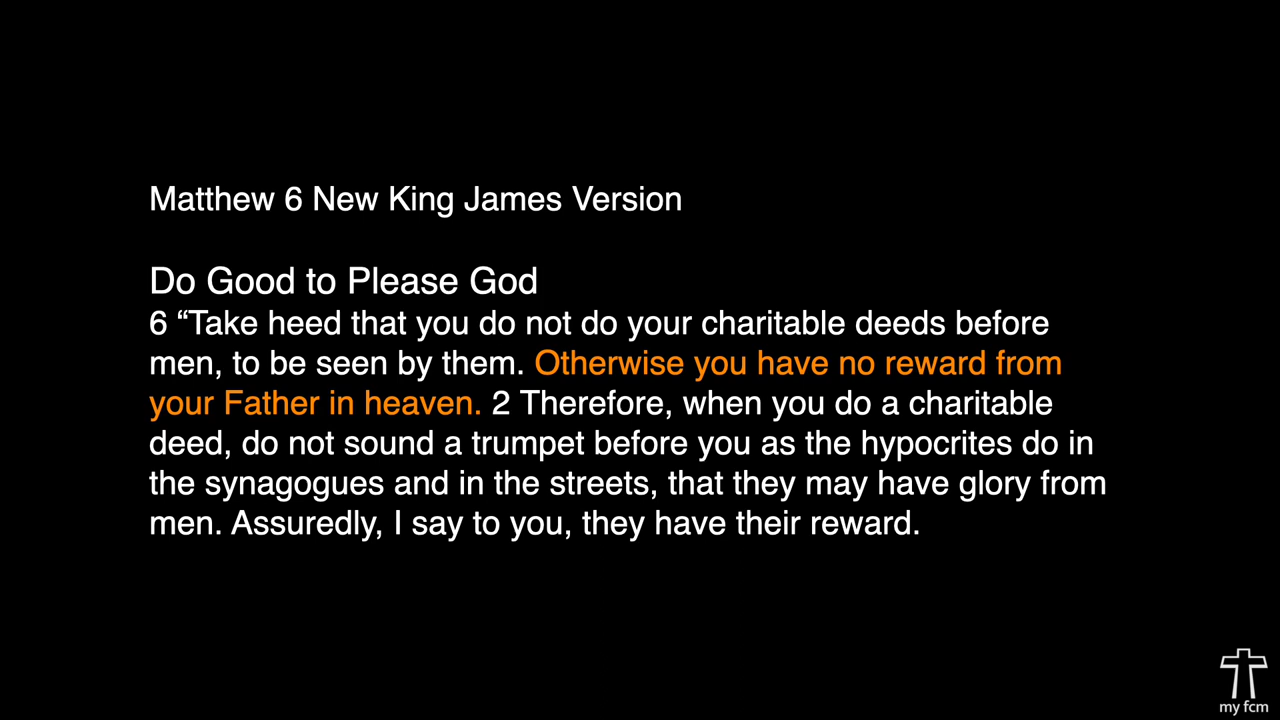 Matthew 6 New King James Version
Do Good to Please God
6 “Take heed that you do not do your charitable deeds before
men, to be seen by them. Otherwise you have no reward from
your Father in heaven. 2 Therefore, when you do a charitable
deed, do not sound a trumpet before you as the hypocrites do in
the synagogues and in the streets, that they may have glory from
men. Assuredly, I say to you, they have their reward.
my fcm